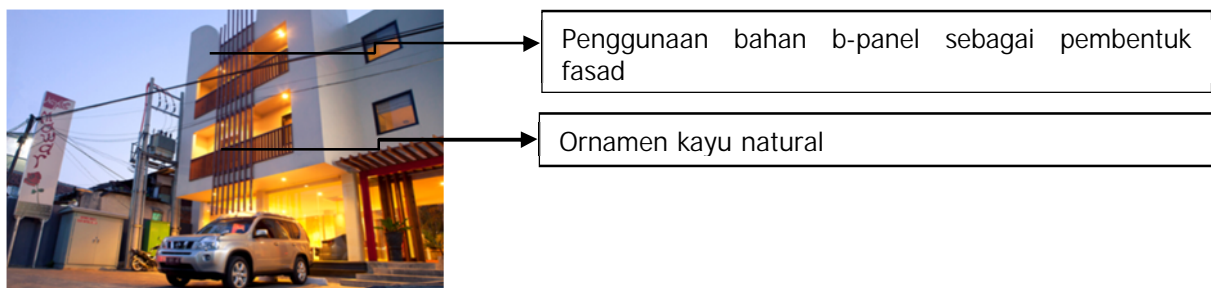 Penggunaan bahan b-panel sebagai pembentuk
fasad
Ornamen kayu natural